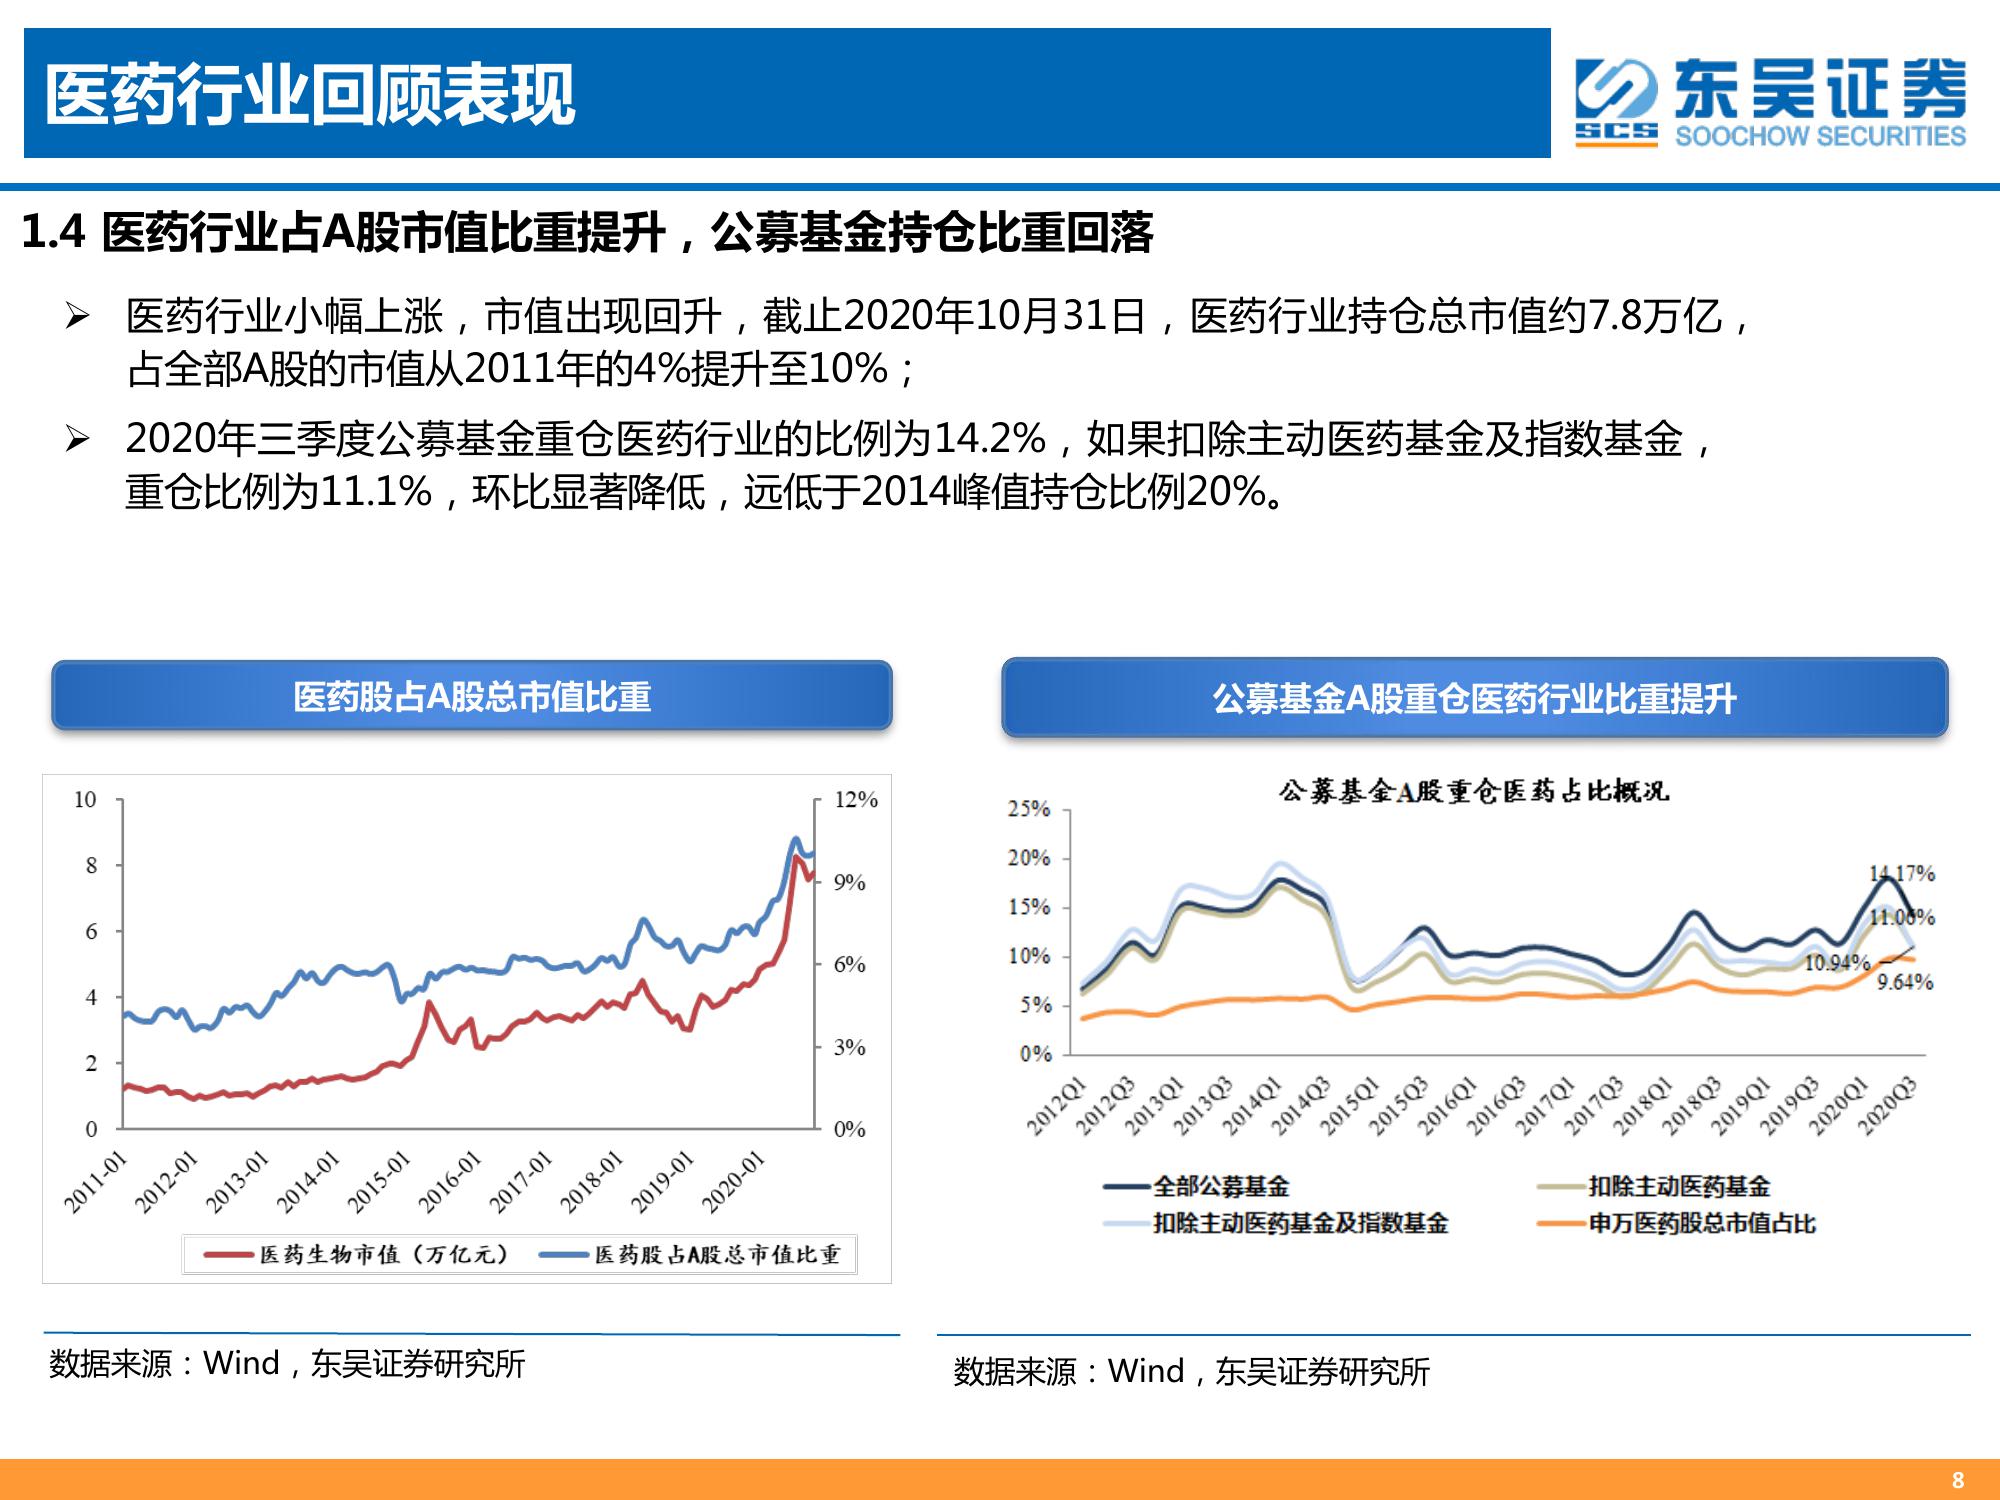 医药行业回顾表现
SCS
东吴证券
SOOCHOW SECURITIES
1.4 医药行业占A股市值比重提升，公募基金持仓比重回落
医药行业小幅上涨，市值出现回升，截止2020年10月31日，医药行业持仓总市值约7.8万亿，
占全部A股的市值从2011年的4%提升至10%；
2020年三季度公募基金重仓医药行业的比例为14.2%，如果扣除主动医药基金及指数基金，
重仓比例为11.1%，环比显著降低，远低于2014峰值持仓比例20%。
医药股占A股总市值比重
10
8
6
4
2
0
12%
9%
6%
3%
0%
2011-01
2012-01
2013-01
2014-01
2015-01
2016-01
2017-01
2018-01
2019-01
2020-01
医药生物市值（万亿元）
医药股占A股总市值比重
数据来源：Wind，东吴证券研究所
公募基金A股重仓医药行业比重提升
公募基金A股重仓医药占比概况
25%
20%
15%
10%
5%
0%
14.17%
11.06%
10.94%
9.64%
2012Q1
2012Q3
2013Q1
2013Q3
2014Q1
2014Q3
2015Q1
2015Q3
2016Q1
2016Q3
2017Q1
2017Q3
2018Q1
2018Q3
2019Q1
2019Q3
2020Q1
2020Q3
全部公募基金
扣除主动医药基金
扣除主动医药基金及指数基金
申万医药股总市值占比
数据来源：Wind，东吴证券研究所
8